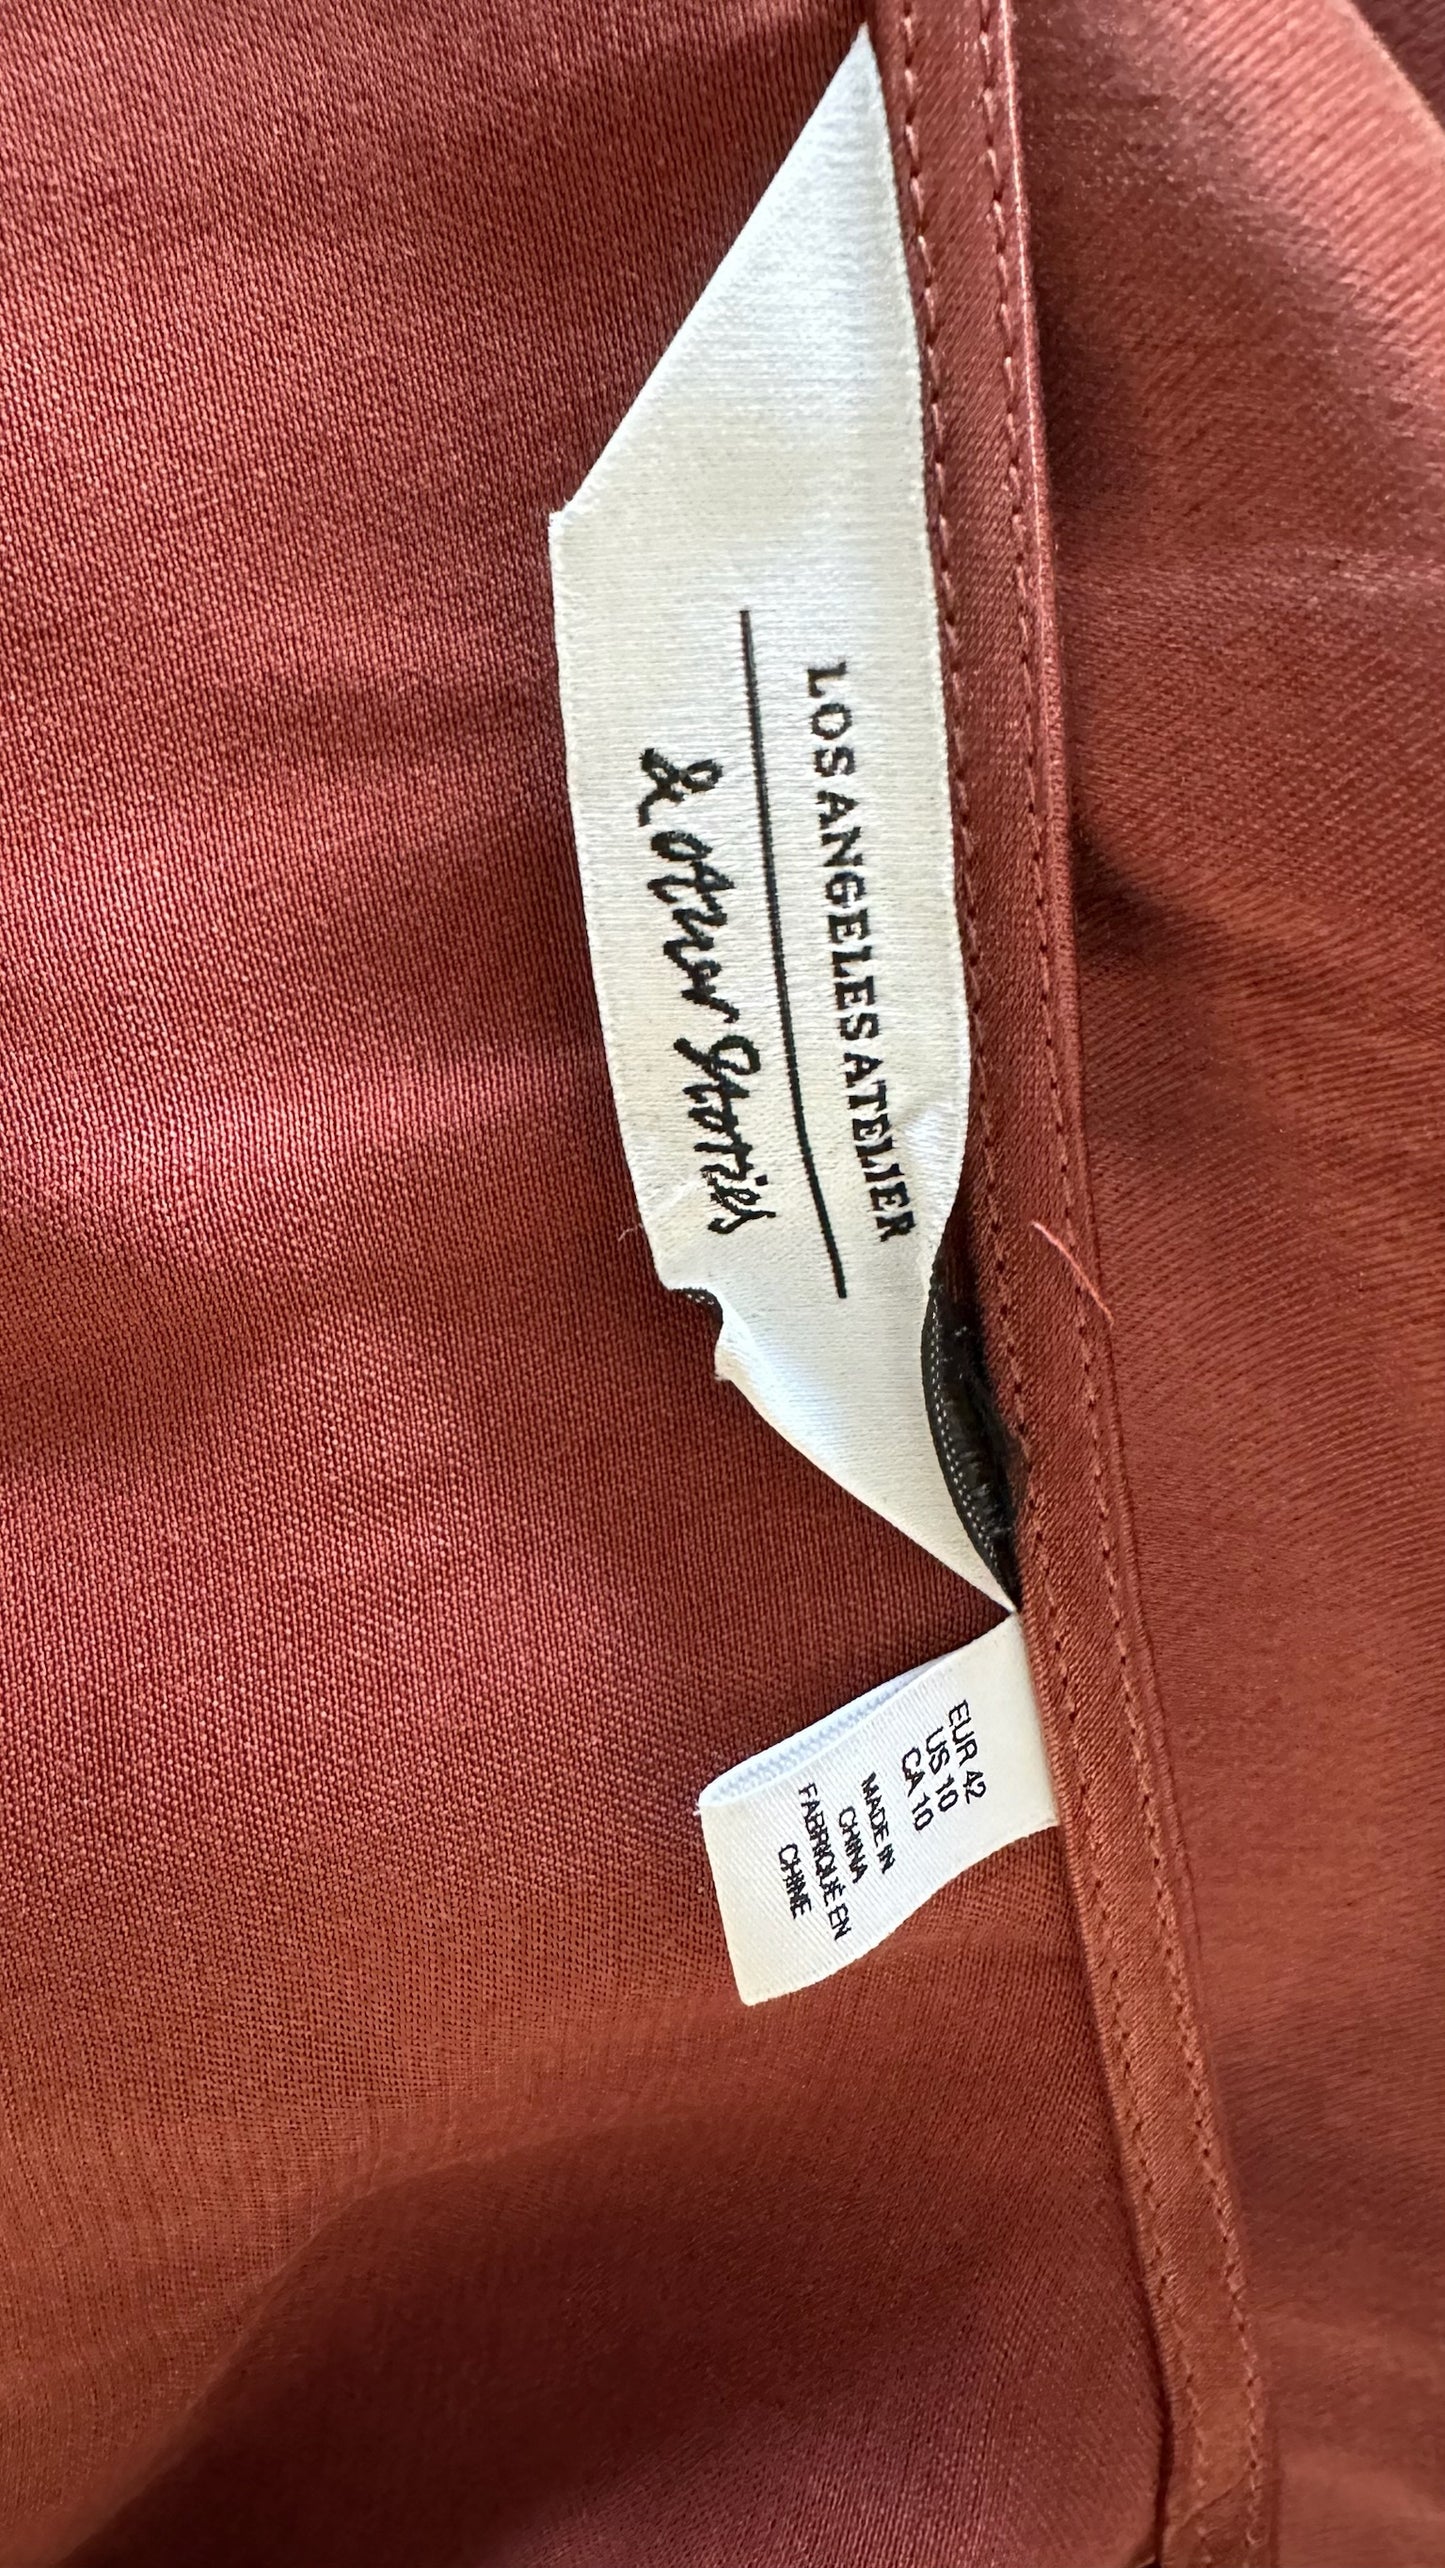 LOS ANGELES ATELIER
& Other Stories
EUR 42
US 10
CA 10
MADE IN
CHINA
FABRIQUÉ EN
CHINE